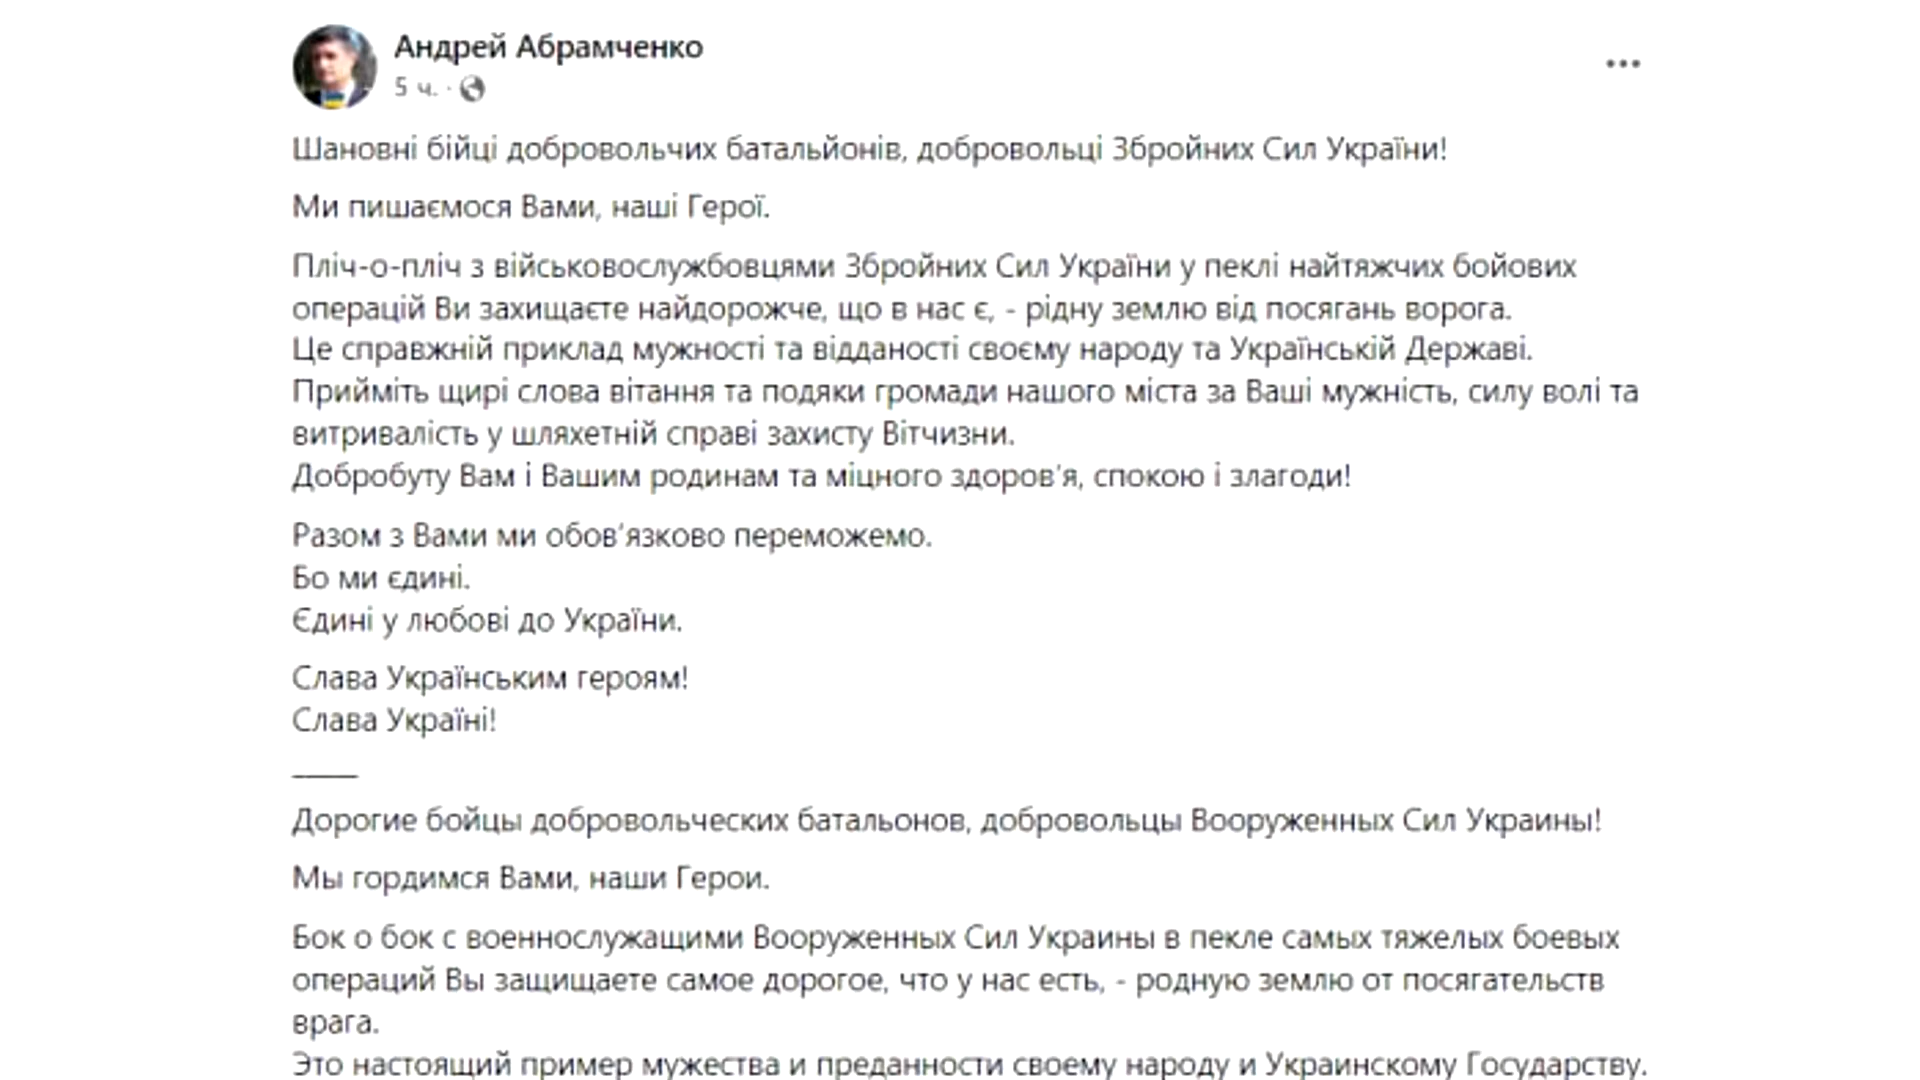 Андрей Абрамченко
5 ч. ·
Шановні бійці добровольчих батальйонів, добровольці Збройних Сил України!
Ми пишаємося Вами, наші Герої.
Пліч-о-пліч з військовослужбовцями Збройних Сил України у пеклі найтяжчих бойових
операцій Ви захищаєте найдорожче, що в нас є, - рідну землю від посягань ворога.
Це справжній приклад мужності та відданості своєму народу та Українській Державі.
Прийміть щирі слова вітання та подяки громади нашого міста за Ваші мужність, силу волі та
витривалість у шляхетній справі захисту Вітчизни.
Добробуту Вам і Вашим родинам та міцного здоров'я, спокою і злагоди!
Разом з Вами ми обов'язково переможемо.
Бо ми єдині.
Єдині у любові до України.
Слава Українським героям!
Слава Україні!
_____
Дорогие бойцы добровольческих батальонов, добровольцы Вооруженных Сил Украины!
Мы гордимся Вами, наши Герои.
Бок о бок с военнослужащими Вооруженных Сил Украины в пекле самых тяжелых боевых
операций Вы защищаете самое дорогое, что у нас есть, - родную землю от посягательств
врага.
Это настоящий пример мужества и преданности своему народу и Украинскому Государству.